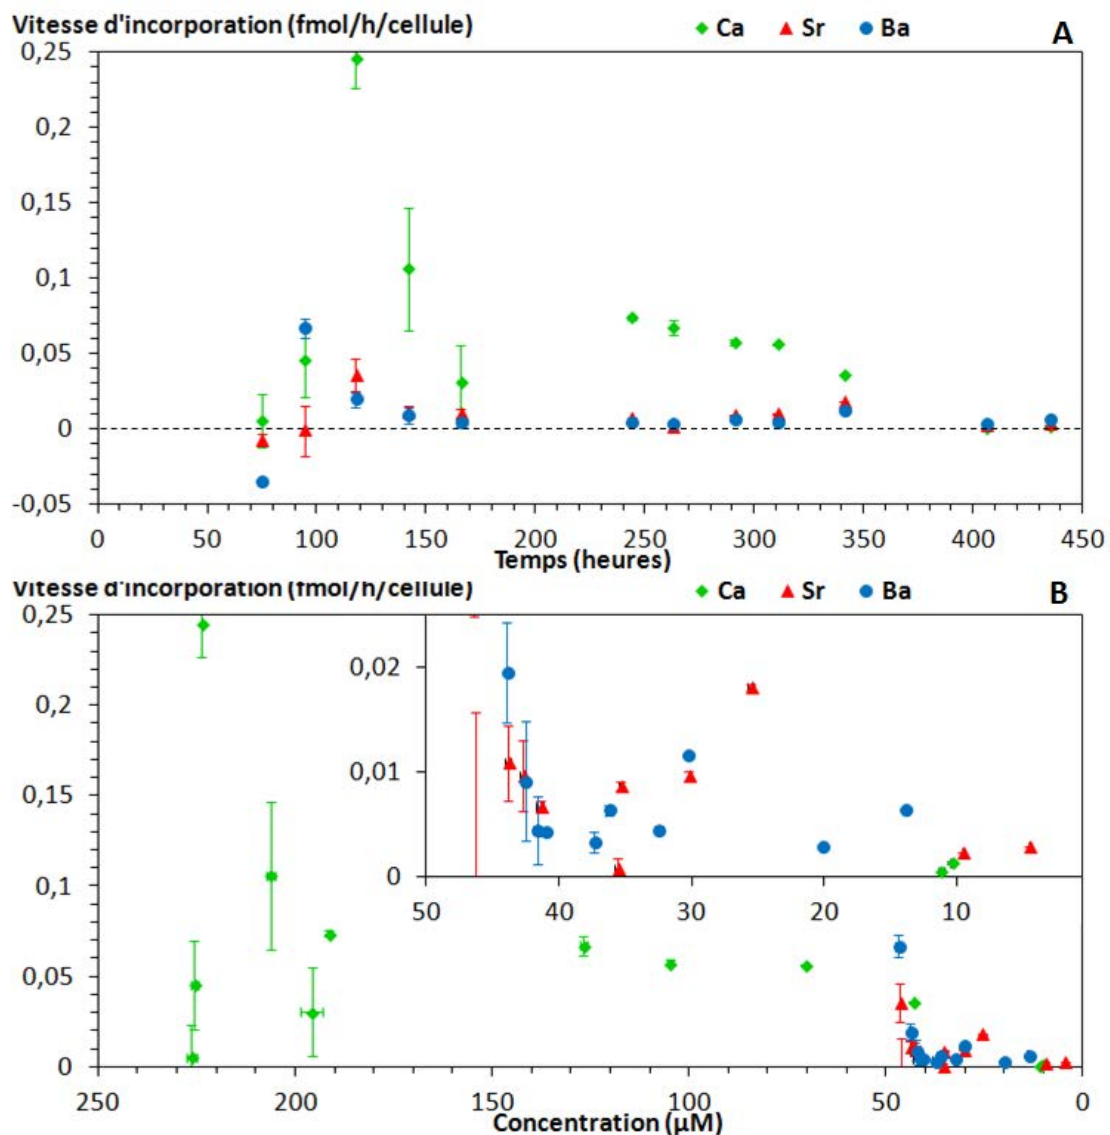 Vitesse d'incorporation (fmol/h/cellule) Ca Sr Ba A
0,25
0,2
0,15
0,1
0,05
0
-0,05
0 50 100 150 200 250 300 350 400 450
Temps (heures)
Vitesse d'incorporation (fmol/h/cellule) Ca Sr Ba B
0,25
0,2
0,15
0,1
0,05
0
0,02
0,01
0
50 40 30 20 10
250 200 150 100 50 0
Concentration (µM)